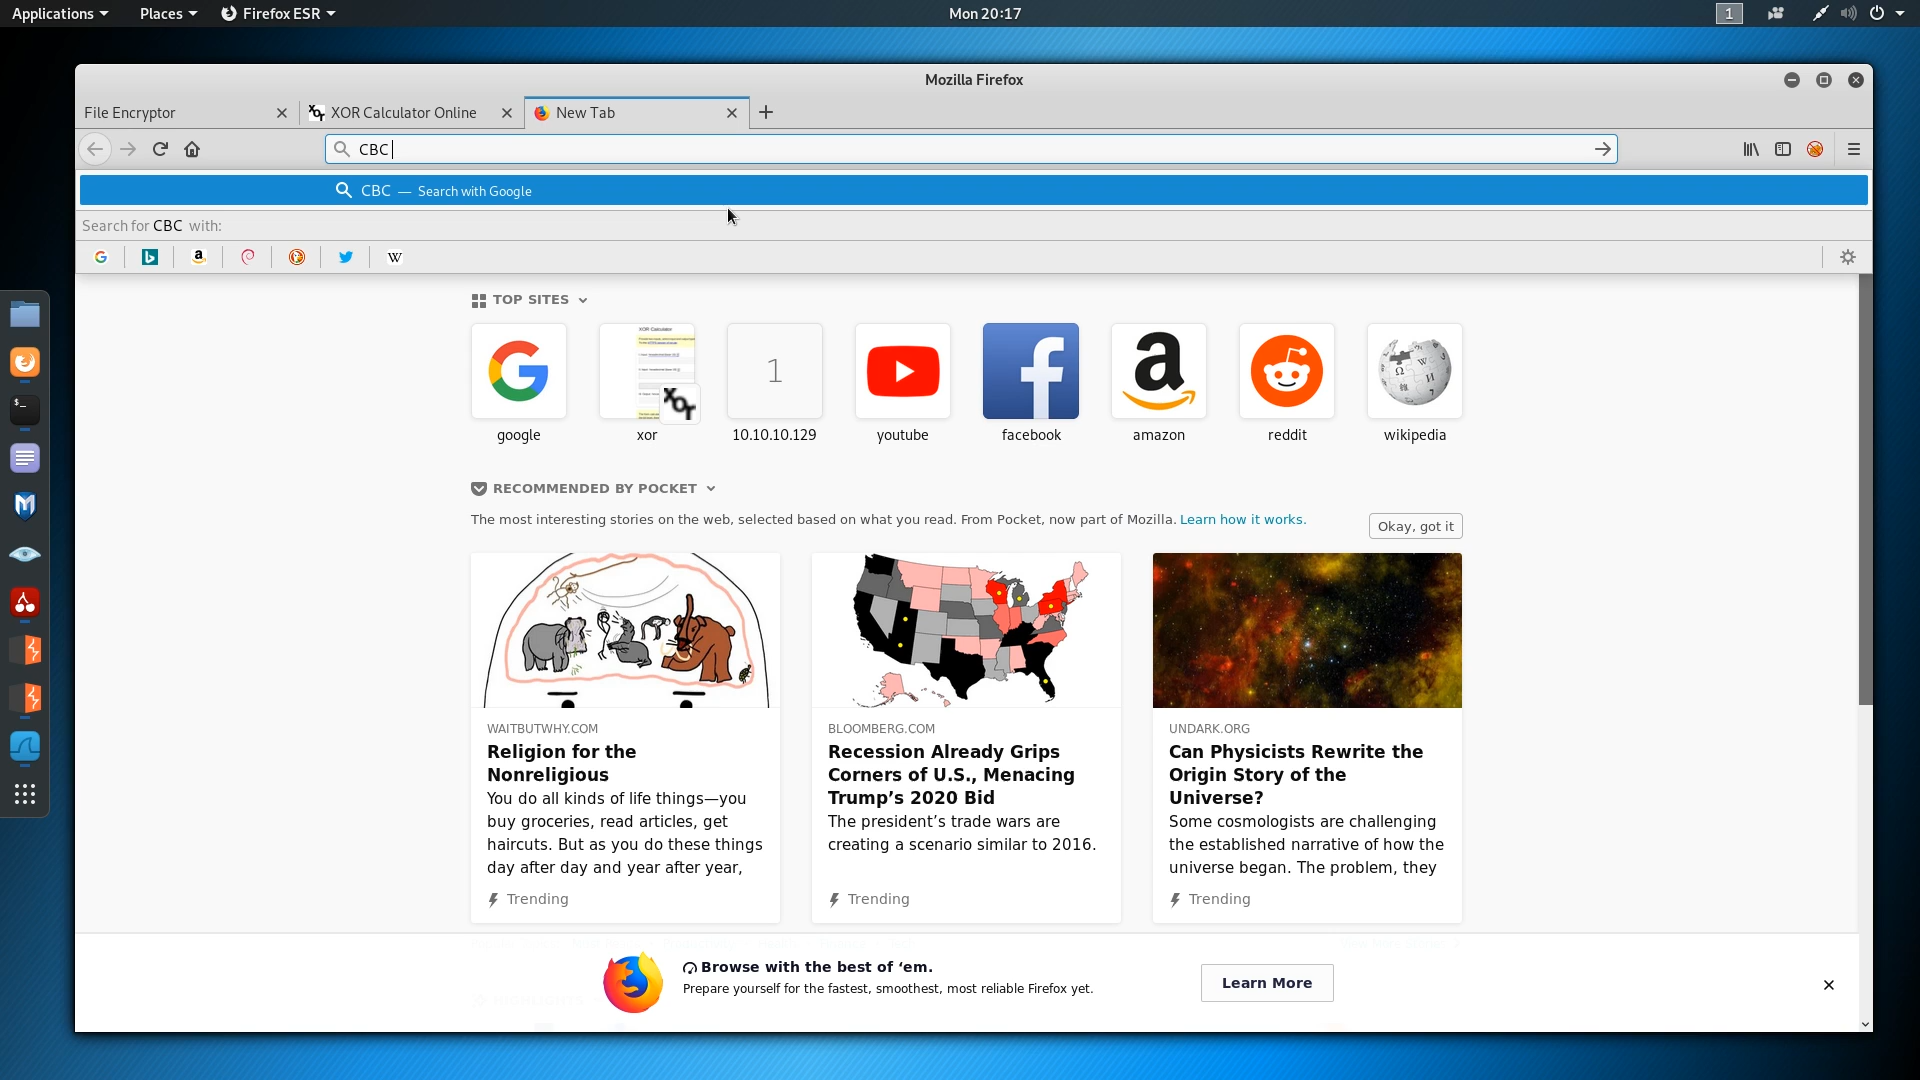 Applications Places Firefox ESR Mon 20:17 1
Mozilla Firefox
File Encryptor XOR Calculator Online New Tab
CBC
CBC — Search with Google
Search for CBC with:
TOP SITES
google xor 10.10.10.129 youtube facebook amazon reddit wikipedia
RECOMMENDED BY POCKET
The most interesting stories on the web, selected based on what you read. From Pocket, now part of Mozilla. Learn how it works.
Okay, got it
WAITBUTWHY.COM
Religion for the
Nonreligious
You do all kinds of life things—you
buy groceries, read articles, get
haircuts. But as you do these things
day after day and year after year,
Trending
BLOOMBERG.COM
Recession Already Grips
Corners of U.S., Menacing
Trump’s 2020 Bid
The president’s trade wars are
creating a scenario similar to 2016.
Trending
UNDARK.ORG
Can Physicists Rewrite the
Origin Story of the
Universe?
Some cosmologists are challenging
the established narrative of how the
universe began. The problem, they
Trending
Browse with the best of ‘em.
Prepare yourself for the fastest, smoothest, most reliable Firefox yet.
Learn More